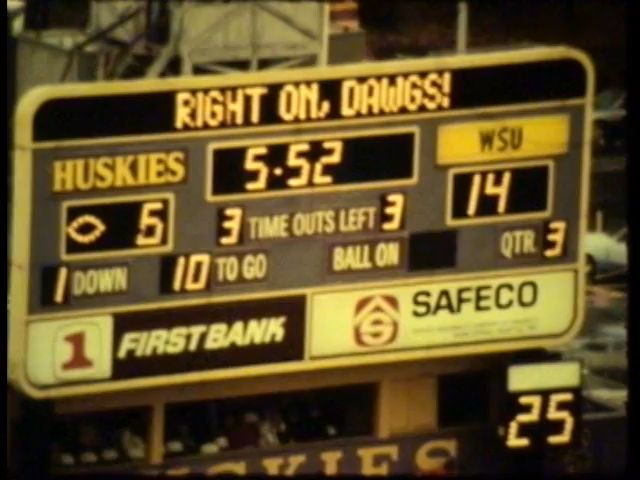 RIGHT ON, DAWGS!
HUSKIES 5:52 WSU
6 3 TIME OUTS LEFT 3 14
1 DOWN 10 TO GO BALL ON QTR 3
1 FIRSTBANK SAFECO
:25
HUSKIES